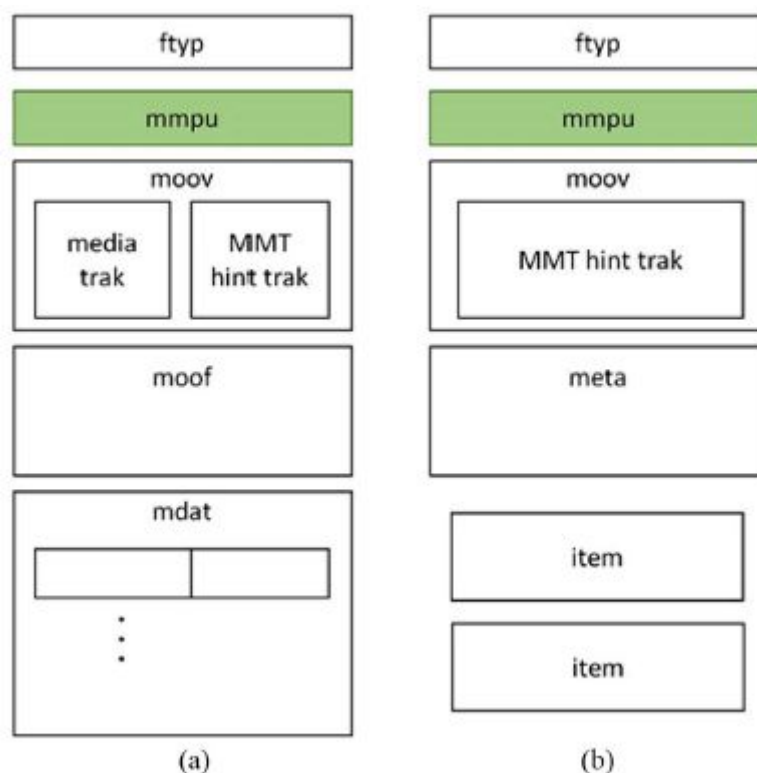 ftyp
mmpu
moov
media
trak
MMT
hint trak
moof
mdat
(a)
ftyp
mmpu
moov
MMT hint trak
meta
item
item
(b)